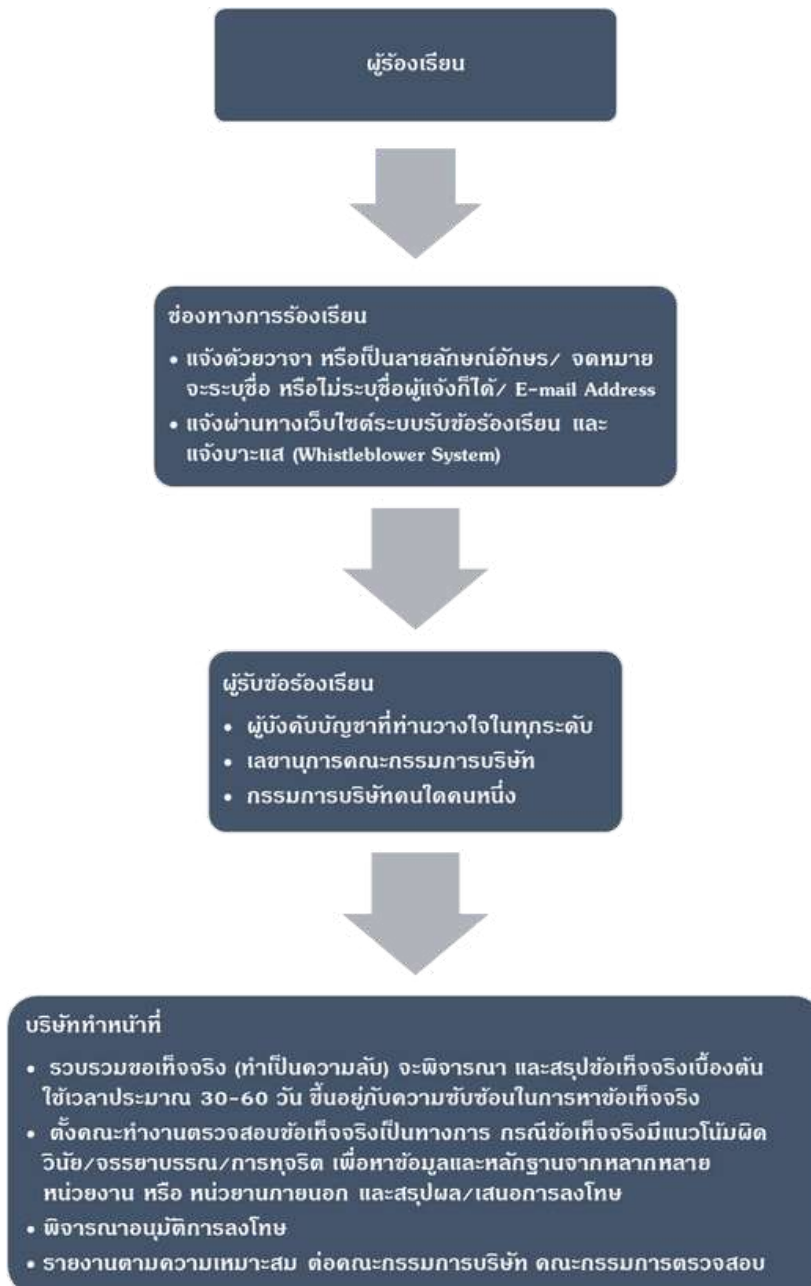 ผู้ร้องเรียน
ช่องทางการร้องเรียน
• แจ้งด้วยวาจา หรือเป็นลายลักษณ์อักษร/ จดหมาย
จะระบุชื่อ หรือไม่ระบุชื่อผู้แจ้งก็ได้/ E-mail Address
• แจ้งผ่านทางเว็บไซต์ระบบรับข้อร้องเรียน และ
แจ้งเบาะแส (Whistleblower System)
ผู้รับข้อร้องเรียน
• ผู้บังคับบัญชาที่ท่านวางใจในทุกระดับ
• เลขานุการคณะกรรมการบริษัท
• กรรมการบริษัทคนใดคนหนึ่ง
บริษัททำหน้าที่
• รวบรวมขอเท็จจริง (ทำเป็นความลับ) จะพิจารณา และสรุปข้อเท็จจริงเบื้องต้น
ใช้เวลาประมาณ 30-60 วัน ขึ้นอยู่กับความซับซ้อนในการหาข้อเท็จจริง
• ตั้งคณะทำงานตรวจสอบข้อเท็จจริงเป็นทางการ กรณีข้อเท็จจริงมีแนวโน้มผิด
วินัย/จรรยาบรรณ/การทุจริต เพื่อหาข้อมูลและหลักฐานจากหลากหลาย
หน่วยงาน หรือ หน่วยานภายนอก และสรุปผล/เสนอการลงโทษ
• พิจารณาอนุมัติการลงโทษ
• รายงานตามความเหมาะสม ต่อคณะกรรมการบริษัท คณะกรรมการตรวจสอบ